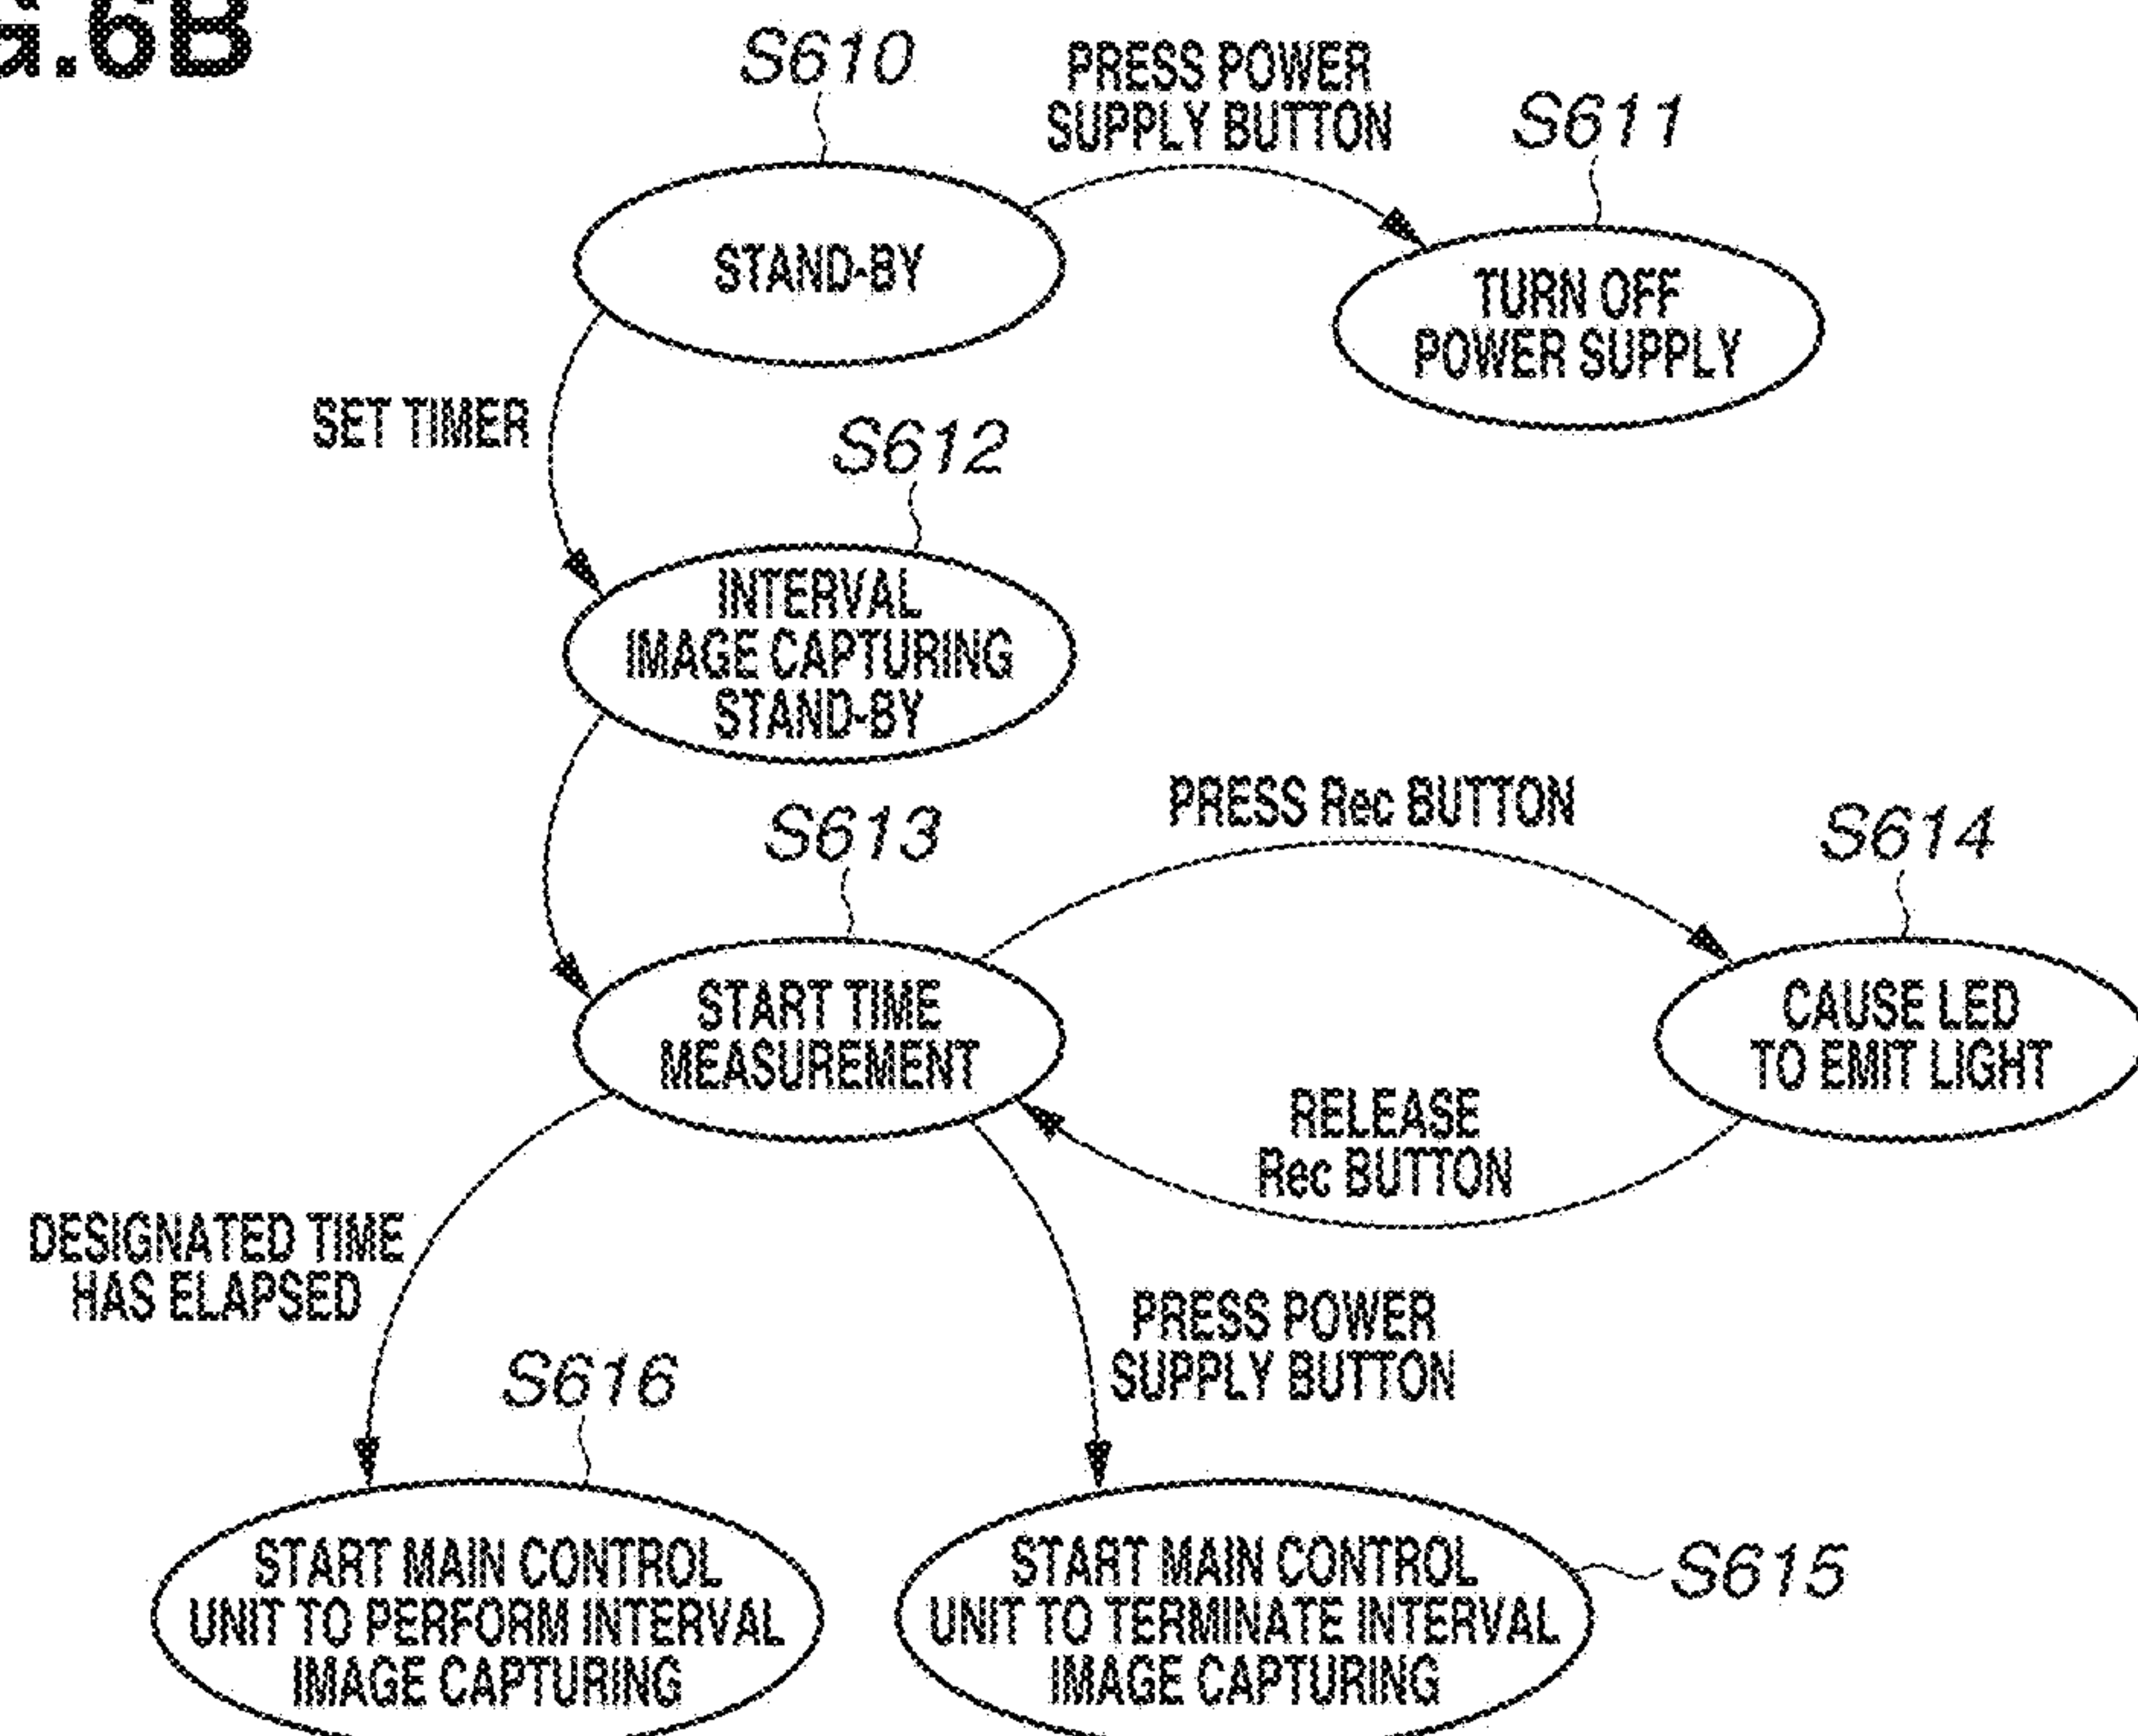 G.6B
S610
PRESS POWER
SUPPLY BUTTON
S611
STAND-BY
TURN OFF
POWER SUPPLY
SET TIMER
S612
INTERVAL
IMAGE CAPTURING
STAND-BY
S613
PRESS Rec BUTTON
S614
START TIME
MEASUREMENT
CAUSE LED
TO EMIT LIGHT
RELEASE
Rec BUTTON
DESIGNATED TIME
HAS ELAPSED
PRESS POWER
SUPPLY BUTTON
S616
START MAIN CONTROL
UNIT TO PERFORM INTERVAL
IMAGE CAPTURING
START MAIN CONTROL
UNIT TO TERMINATE INTERVAL
IMAGE CAPTURING
S615